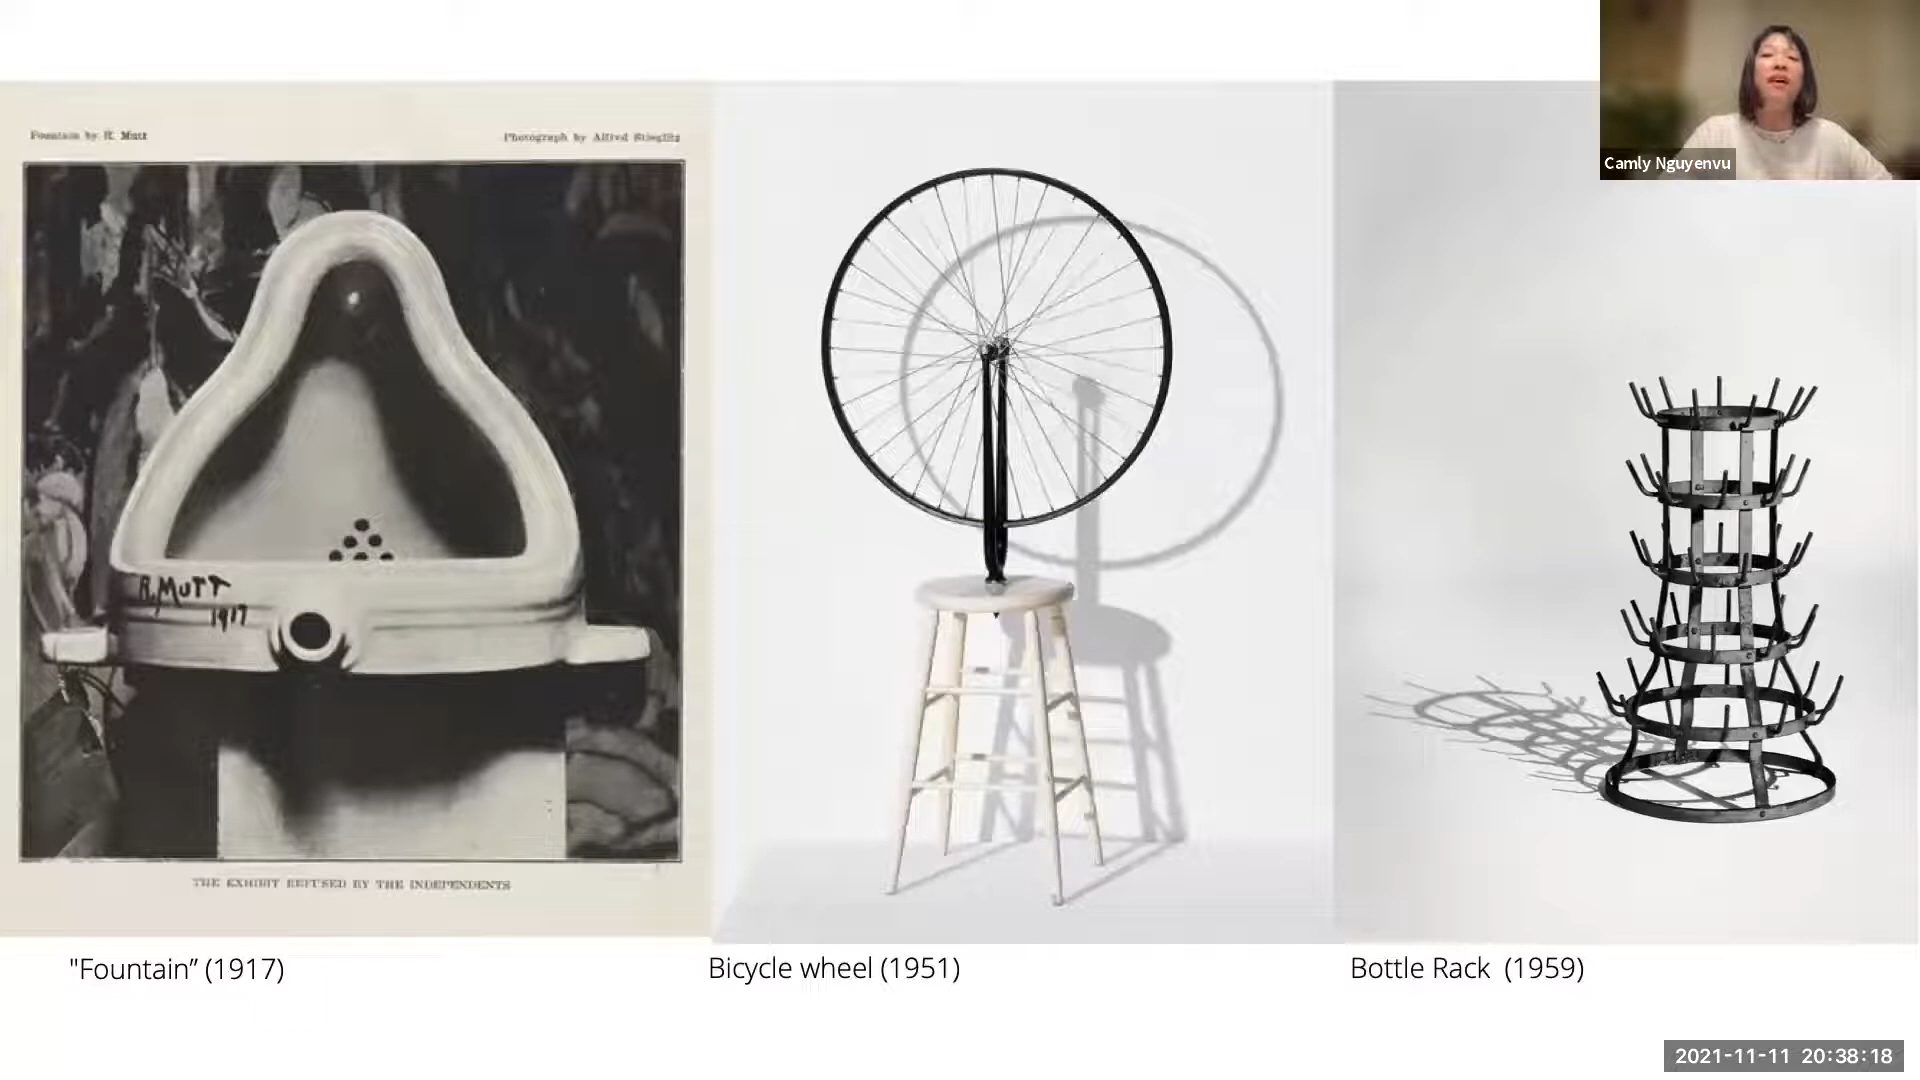 Camly Nguyenvu
Fountain by R. Mutt
Photograph by Alfred Stieglitz
R. MUTT
1917
THE EXHIBIT REFUSED BY THE INDEPENDENTS
"Fountain” (1917)
Bicycle wheel (1951)
Bottle Rack (1959)
2021-11-11 20:38:18